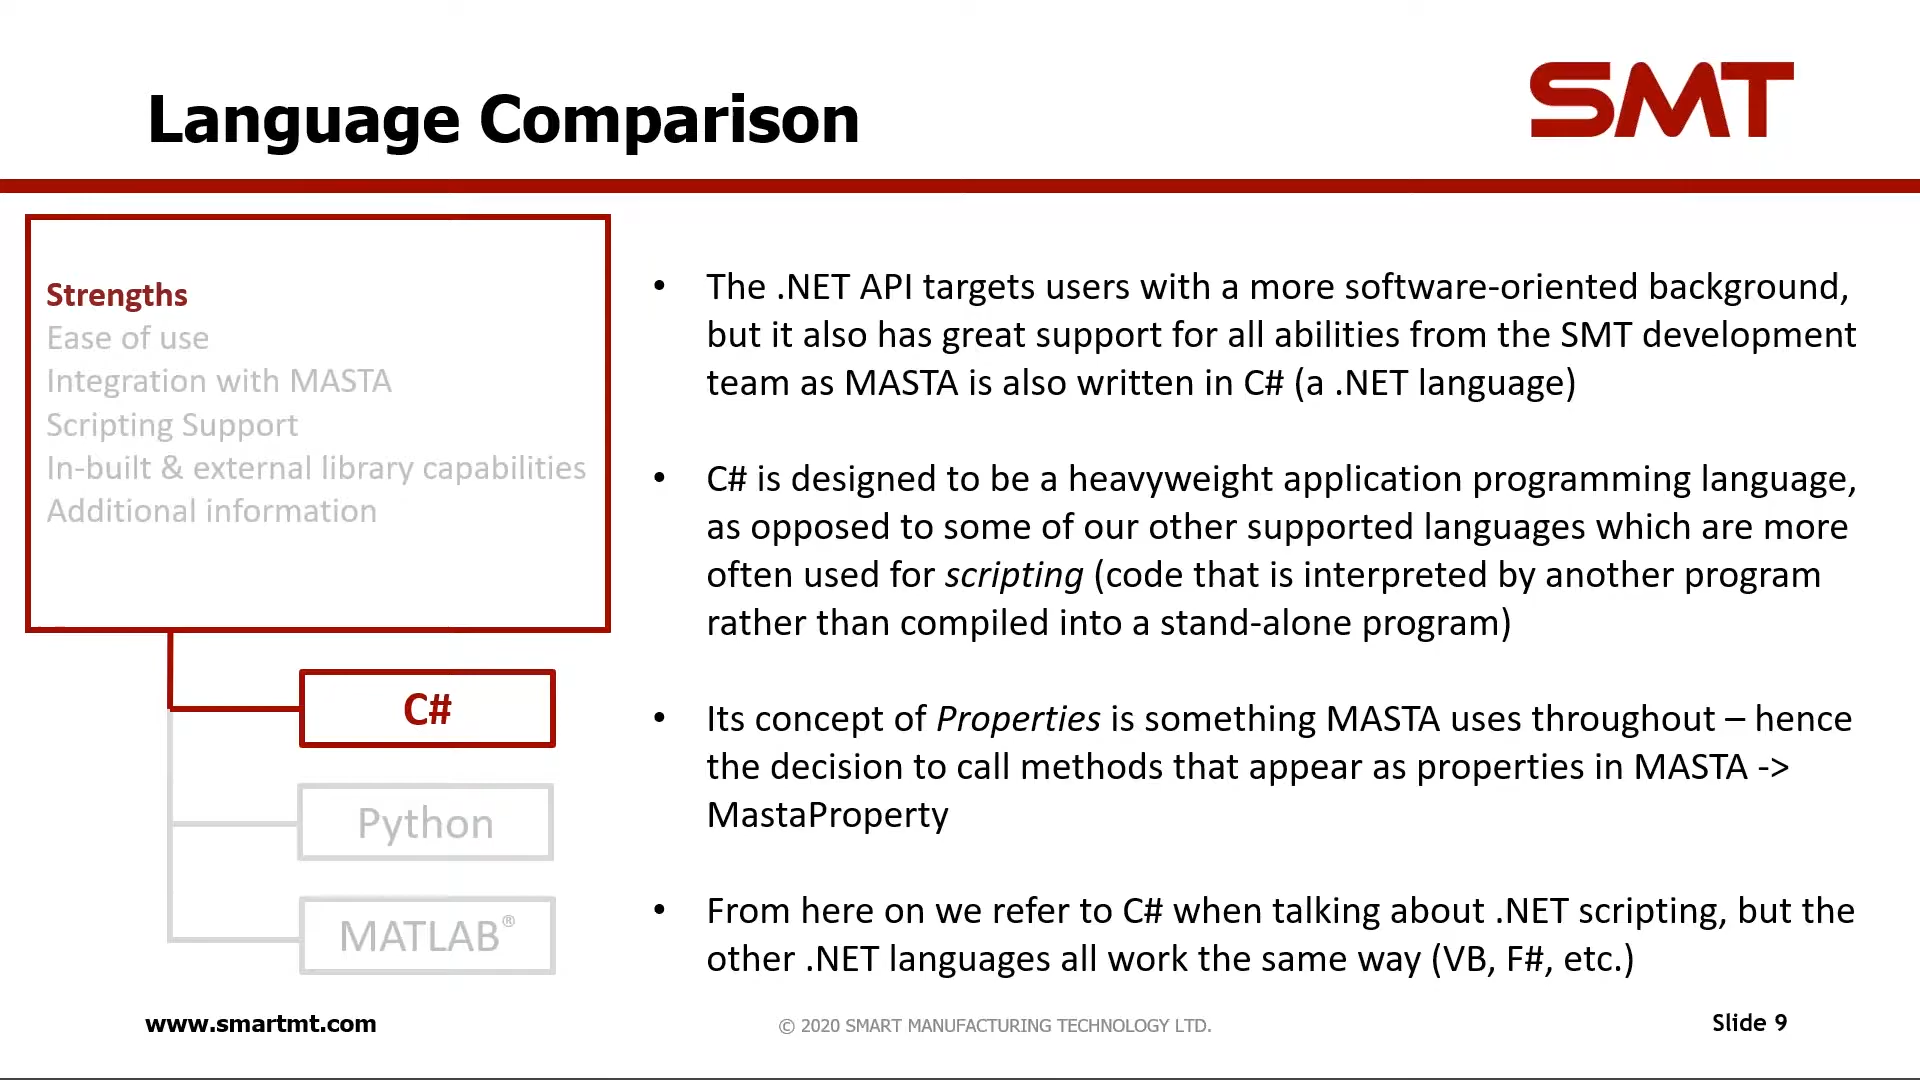 Language Comparison
SMT
Strengths
Ease of use
Integration with MASTA
Scripting Support
In-built & external library capabilities
Additional information
C#
Python
MATLAB®
• The .NET API targets users with a more software-oriented background,
but it also has great support for all abilities from the SMT development
team as MASTA is also written in C# (a .NET language)
• C# is designed to be a heavyweight application programming language,
as opposed to some of our other supported languages which are more
often used for scripting (code that is interpreted by another program
rather than compiled into a stand-alone program)
• Its concept of Properties is something MASTA uses throughout – hence
the decision to call methods that appear as properties in MASTA ->
MastaProperty
• From here on we refer to C# when talking about .NET scripting, but the
other .NET languages all work the same way (VB, F#, etc.)
www.smartmt.com
© 2020 SMART MANUFACTURING TECHNOLOGY LTD.
Slide 9